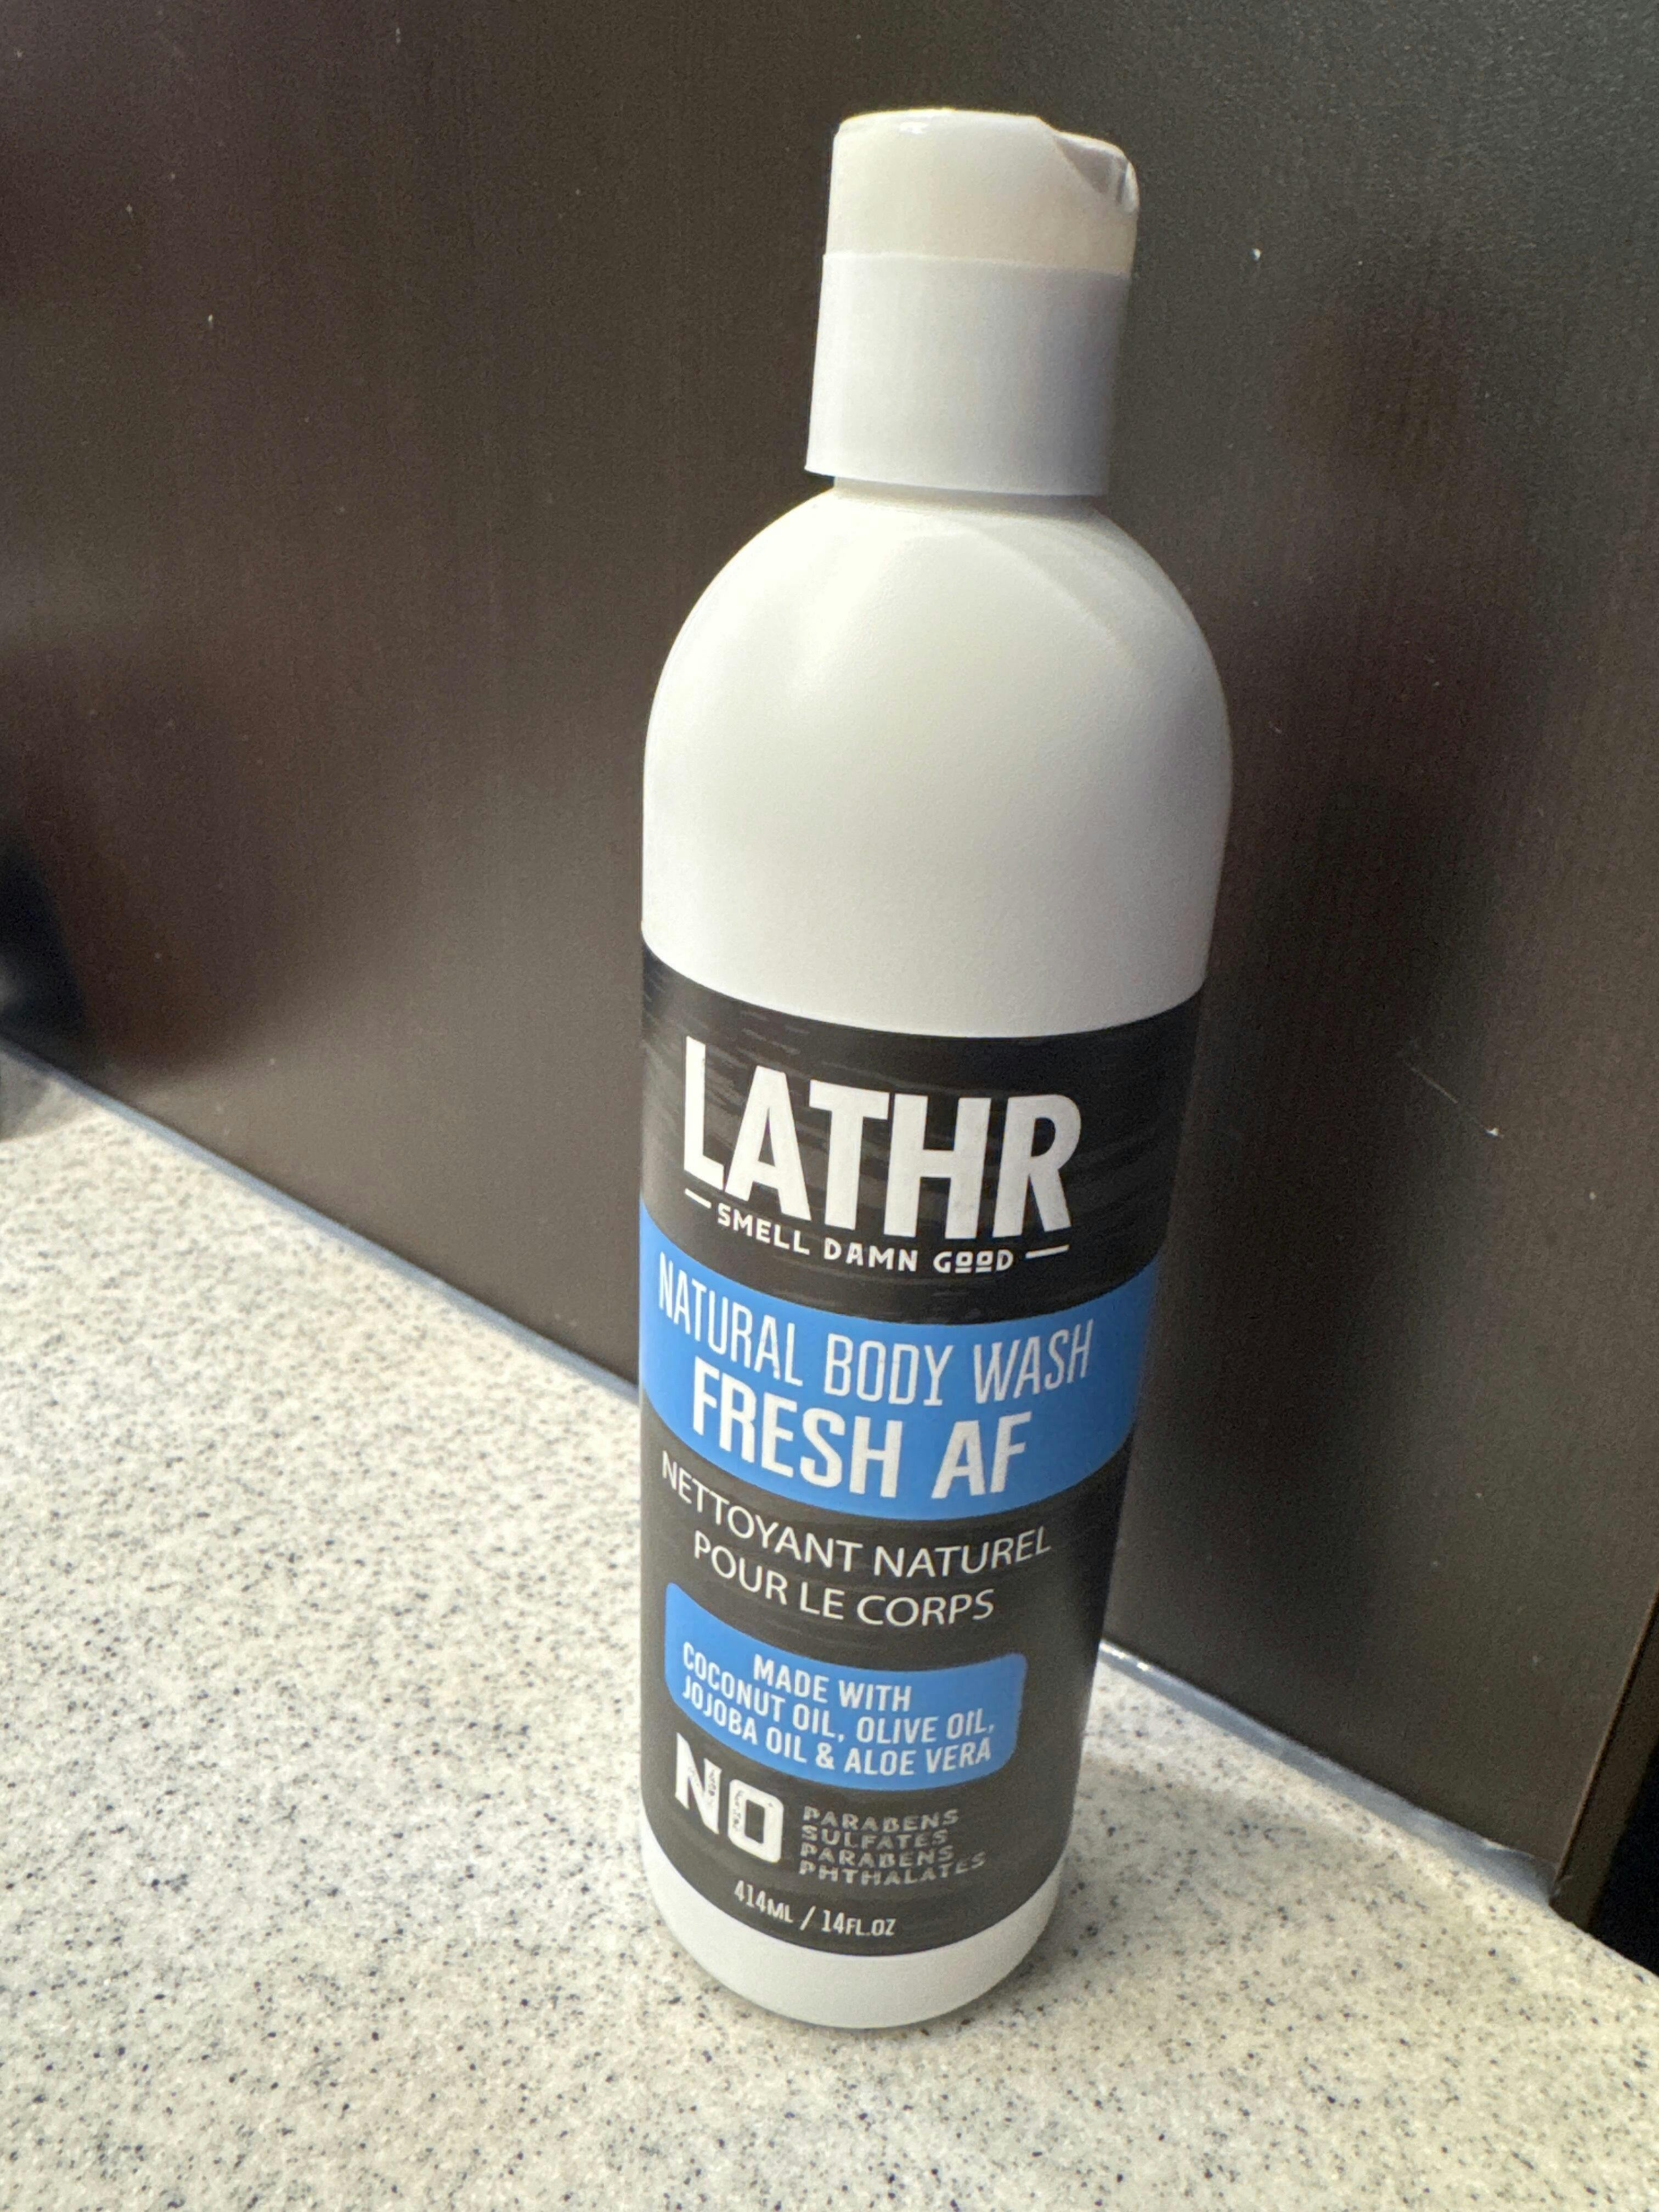 LATHR
SMELL DAMN GOOD
NATURAL BODY WASH
FRESH AF
NETTOYANT NATUREL
POUR LE CORPS
MADE WITH
COCONUT OIL, OLIVE OIL,
JOJOBA OIL & ALOE VERA
NO
PARABENS
SULFATES
PARABENS
PHTHALATES
414ML / 14FL.OZ